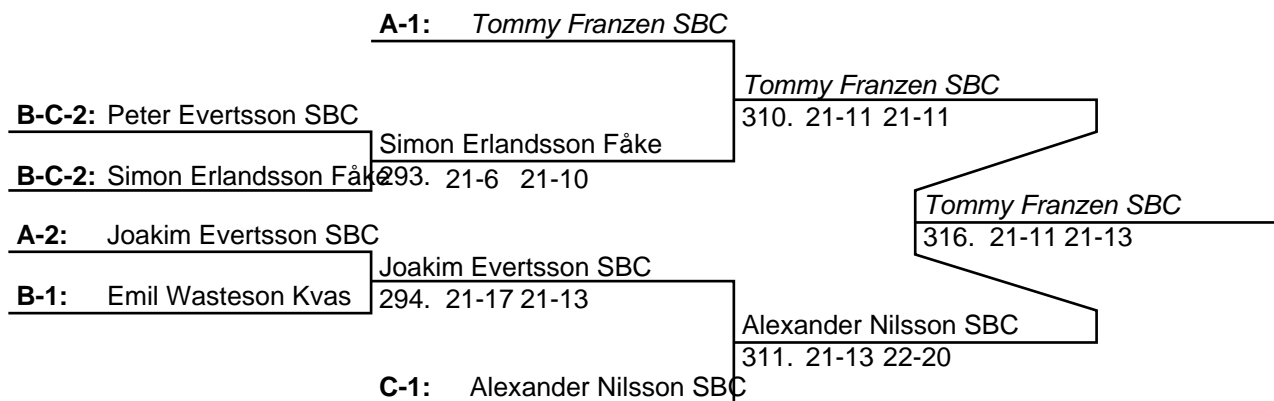 A-1: Tommy Franzen SBC
Tommy Franzen SBC
310. 21-11 21-11
B-C-2: Peter Evertsson SBC
Simon Erlandsson Fåke
293. 21-6 21-10
B-C-2: Simon Erlandsson Fåke
Tommy Franzen SBC
316. 21-11 21-13
A-2: Joakim Evertsson SBC
Joakim Evertsson SBC
294. 21-17 21-13
B-1: Emil Wasteson Kvas
Alexander Nilsson SBC
311. 21-13 22-20
C-1: Alexander Nilsson SBC